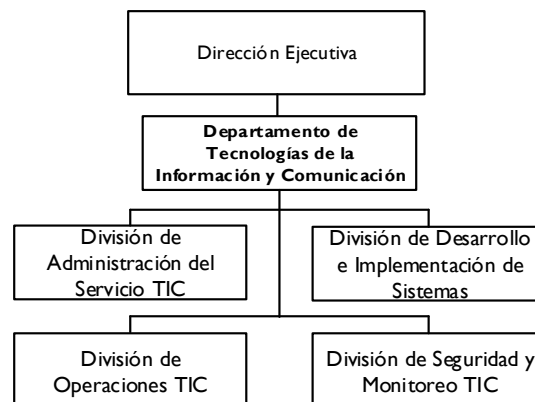 Dirección Ejecutiva
Departamento de
Tecnologías de la
Información y Comunicación
División de
Administración del
Servicio TIC
División de Desarrollo
e Implementación de
Sistemas
División de
Operaciones TIC
División de Seguridad y
Monitoreo TIC